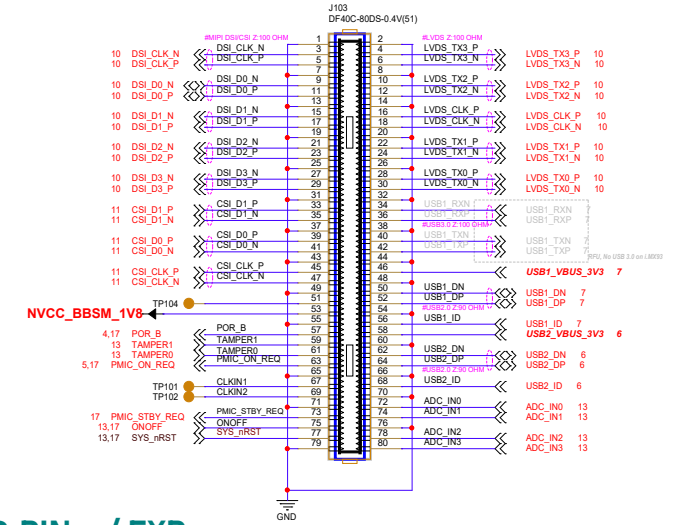 J103
DF40C-80DS-0.4V(51)
#MIPI DSI/CSI Z:100 OHM
#LVDS Z:100 OHM
1 2
10 DSI_CLK_N DSI_CLK_N 3 4 LVDS_TX3_P LVDS_TX3_P 10
10 DSI_CLK_P DSI_CLK_P 5 6 LVDS_TX3_N LVDS_TX3_N 10
7 8
10 DSI_D0_N DSI_D0_N 9 10 LVDS_TX2_P LVDS_TX2_P 10
10 DSI_D0_P DSI_D0_P 11 12 LVDS_TX2_N LVDS_TX2_N 10
13 14
10 DSI_D1_N DSI_D1_N 15 16 LVDS_CLK_P LVDS_CLK_P 10
10 DSI_D1_P DSI_D1_P 17 18 LVDS_CLK_N LVDS_CLK_N 10
19 20
10 DSI_D2_N DSI_D2_N 21 22 LVDS_TX1_P LVDS_TX1_P 10
10 DSI_D2_P DSI_D2_P 23 24 LVDS_TX1_N LVDS_TX1_N 10
25 26
10 DSI_D3_N DSI_D3_N 27 28 LVDS_TX0_P LVDS_TX0_P 10
10 DSI_D3_P DSI_D3_P 29 30 LVDS_TX0_N LVDS_TX0_N 10
31 32
11 CSI_D1_P CSI_D1_P 33 34 USB1_RXN USB1_RXN 7
11 CSI_D1_N CSI_D1_N 35 36 USB1_RXP USB1_RXP 7
37 38 #USB3.0 Z:100 OHM
11 CSI_D0_P CSI_D0_P 39 40 USB1_TXN USB1_TXN 7
11 CSI_D0_N CSI_D0_N 41 42 USB1_TXP USB1_TXP 7
43 44 RFU, No USB 3.0 on i.MX93
11 CSI_CLK_P CSI_CLK_P 45 46 USB1_VBUS_3V3 7
11 CSI_CLK_N CSI_CLK_N 47 48
49 50 USB1_DN USB1_DN 7
TP104 51 52 USB1_DP USB1_DP 7
NVCC_BBSM_1V8 53 54 #USB2.0 Z:90 OHM
55 56 USB1_ID USB1_ID 7
4,17 POR_B POR_B 57 58 USB2_VBUS_3V3 6
13 TAMPER1 TAMPER1 59 60
13 TAMPER0 TAMPER0 61 62 USB2_DN USB2_DN 6
5,17 PMIC_ON_REQ PMIC_ON_REQ 63 64 USB2_DP USB2_DP 6
65 66 #USB2.0 Z:90 OHM
TP101 CLKIN1 67 68 USB2_ID USB2_ID 6
TP102 CLKIN2 69 70
71 72 ADC_IN0 ADC_IN0 13
17 PMIC_STBY_REQ PMIC_STBY_REQ 73 74 ADC_IN1 ADC_IN1 13
13,17 ONOFF ONOFF 75 76
13,17 SYS_nRST SYS_nRST 77 78 ADC_IN2 ADC_IN2 13
79 80 ADC_IN3 ADC_IN3 13
GND